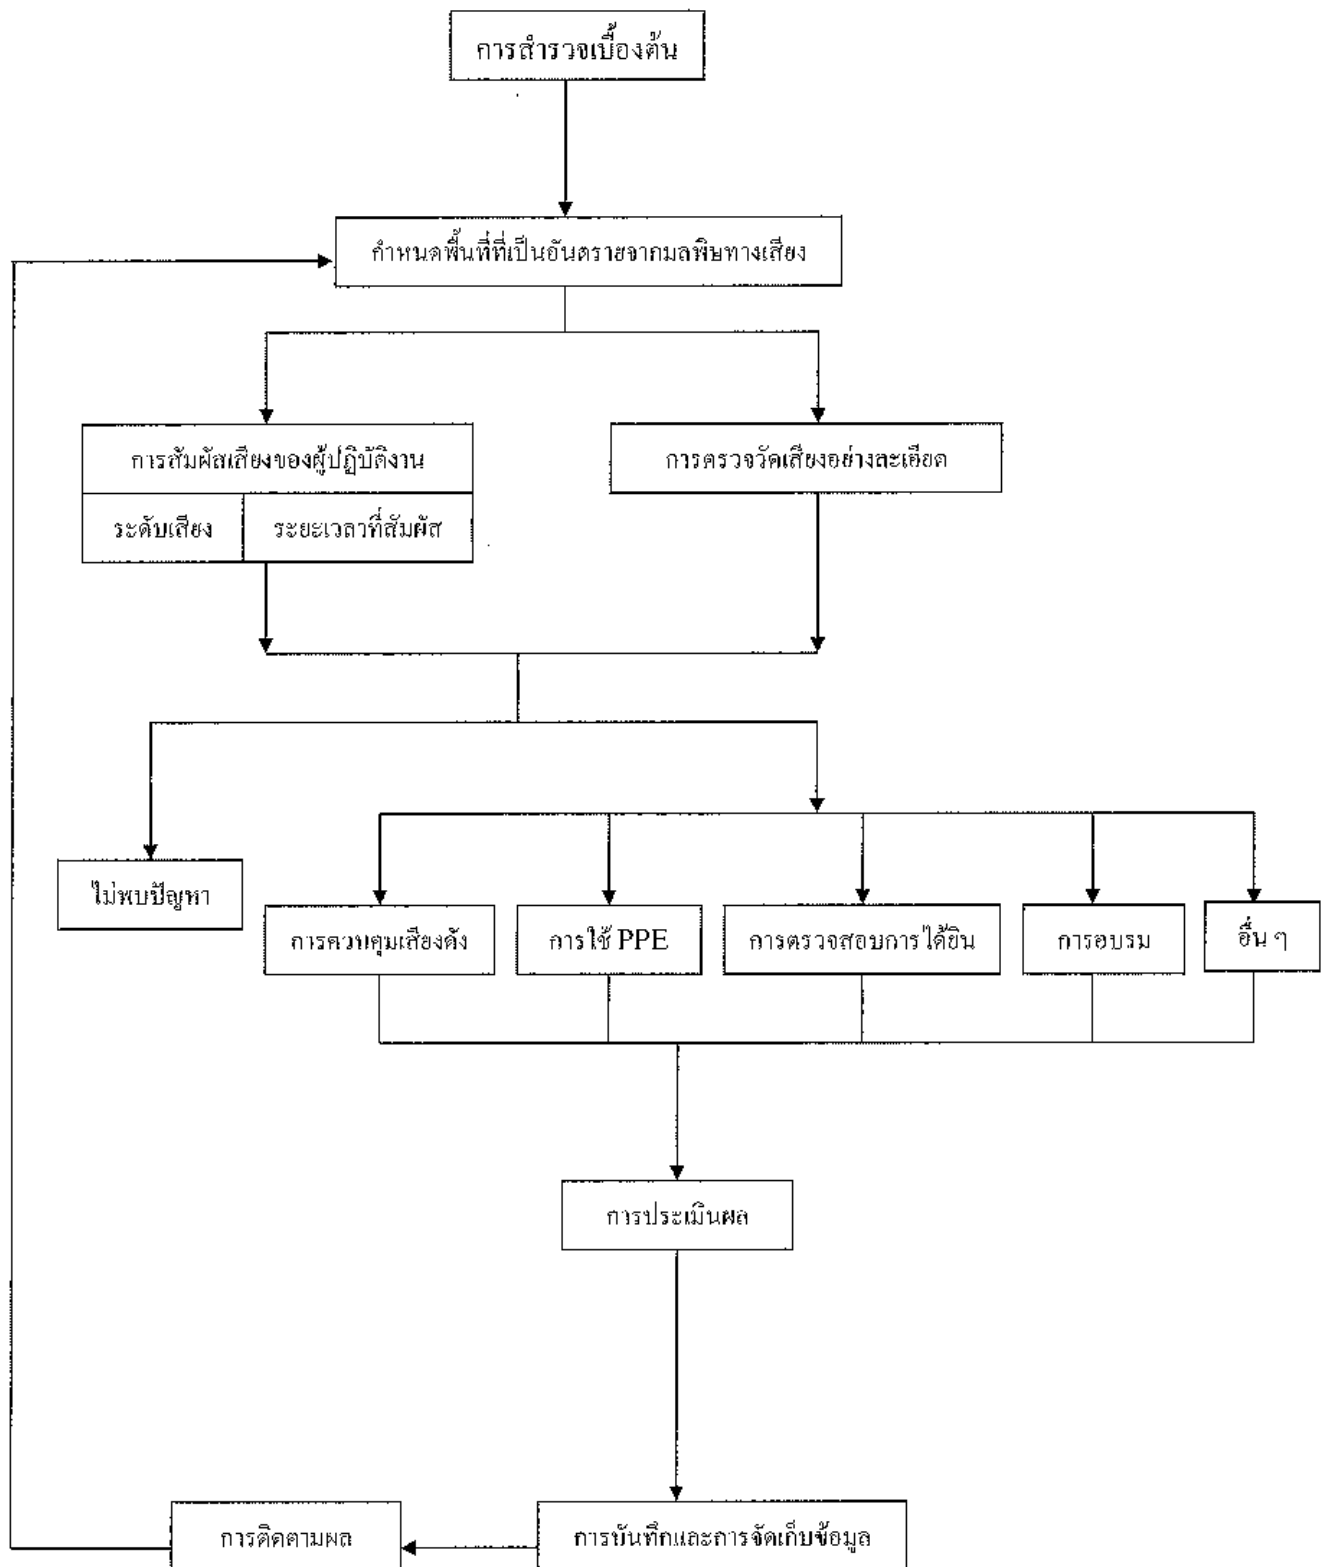 การสำรวจเบื้องต้น
กำหนดพื้นที่ที่เป็นอันตรายจากมลพิษทางเสียง
การสัมผัสเสียงของผู้ปฏิบัติงาน
การตรวจวัดเสียงอย่างละเอียด
ระดับเสียง
ระยะเวลาที่สัมผัส
ไม่พบปัญหา
การควบคุมเสียงดัง
การใช้ PPE
การตรวจสอบการได้ยิน
การอบรม
อื่น ๆ
การประเมินผล
การติดตามผล
การบันทึกและการจัดเก็บข้อมูล